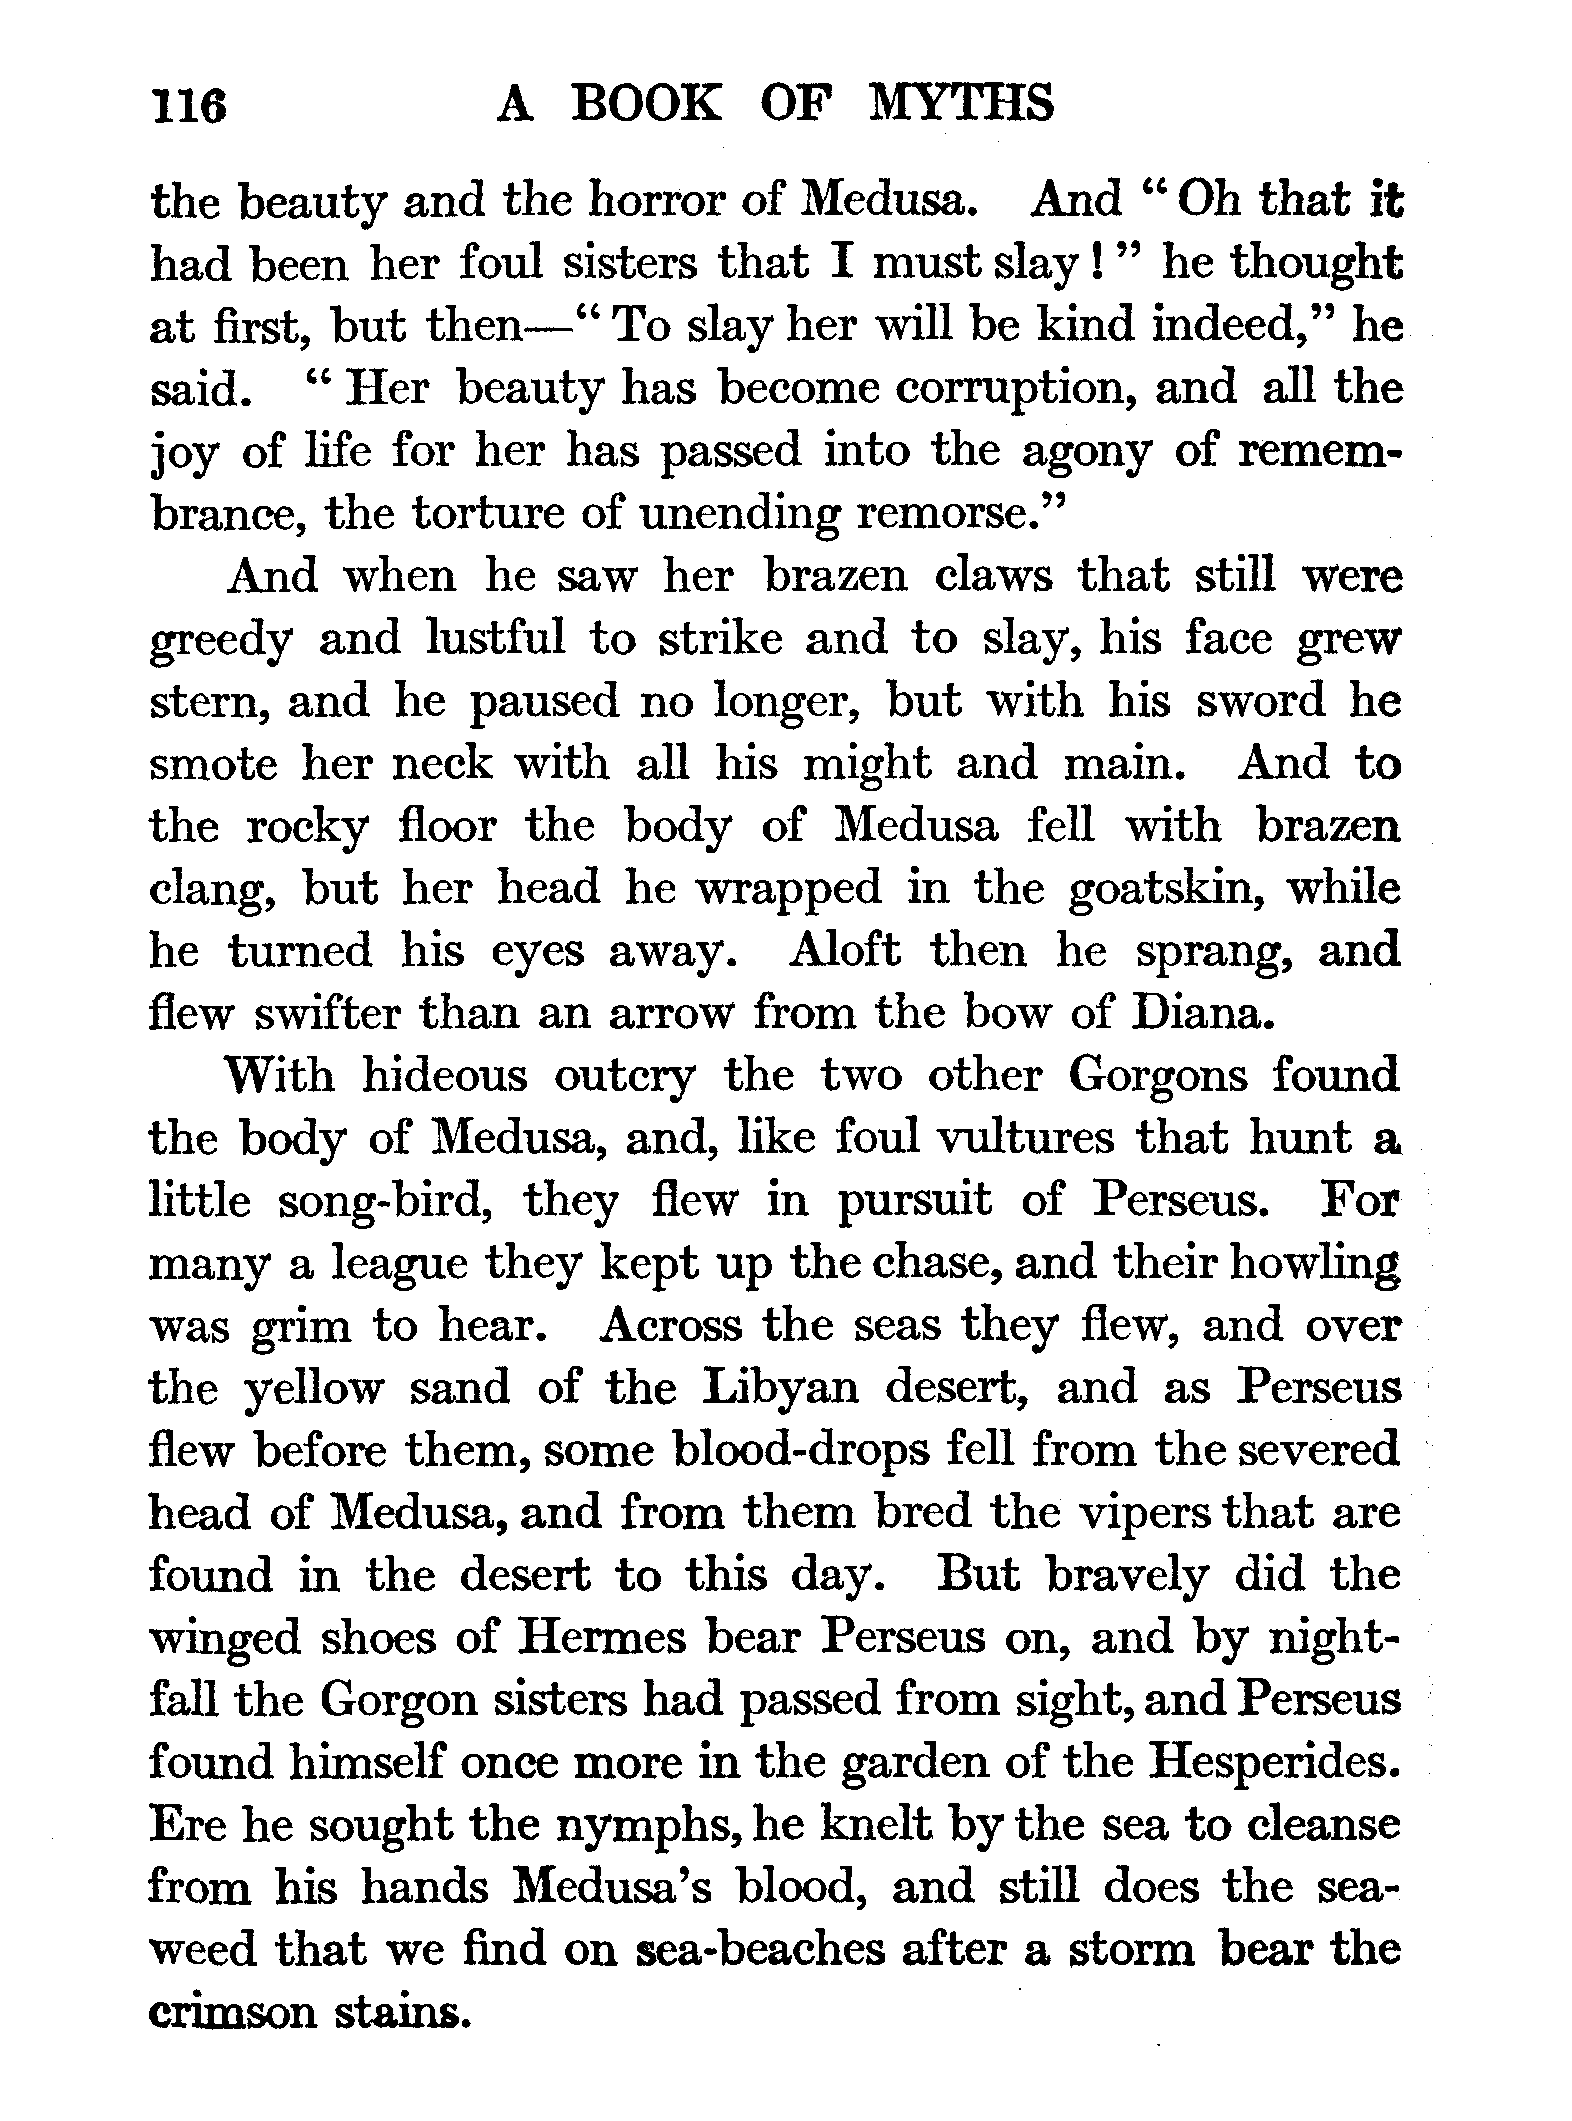 116 A BOOK OF MYTHS
the beauty and the horror of Medusa. And “Oh that it
had been her foul sisters that I must slay!” he thought
at first, but then—“To slay her will be kind indeed,” he
said. “Her beauty has become corruption, and all the
joy of life for her has passed into the agony of remem-
brance, the torture of unending remorse.”
And when he saw her brazen claws that still were
greedy and lustful to strike and to slay, his face grew
stern, and he paused no longer, but with his sword he
smote her neck with all his might and main. And to
the rocky floor the body of Medusa fell with brazen
clang, but her head he wrapped in the goatskin, while
he turned his eyes away. Aloft then he sprang, and
flew swifter than an arrow from the bow of Diana.
With hideous outcry the two other Gorgons found
the body of Medusa, and, like foul vultures that hunt a
little song-bird, they flew in pursuit of Perseus. For
many a league they kept up the chase, and their howling
was grim to hear. Across the seas they flew, and over
the yellow sand of the Libyan desert, and as Perseus
flew before them, some blood-drops fell from the severed
head of Medusa, and from them bred the vipers that are
found in the desert to this day. But bravely did the
winged shoes of Hermes bear Perseus on, and by night-
fall the Gorgon sisters had passed from sight, and Perseus
found himself once more in the garden of the Hesperides.
Ere he sought the nymphs, he knelt by the sea to cleanse
from his hands Medusa’s blood, and still does the sea-
weed that we find on sea-beaches after a storm bear the
crimson stains.